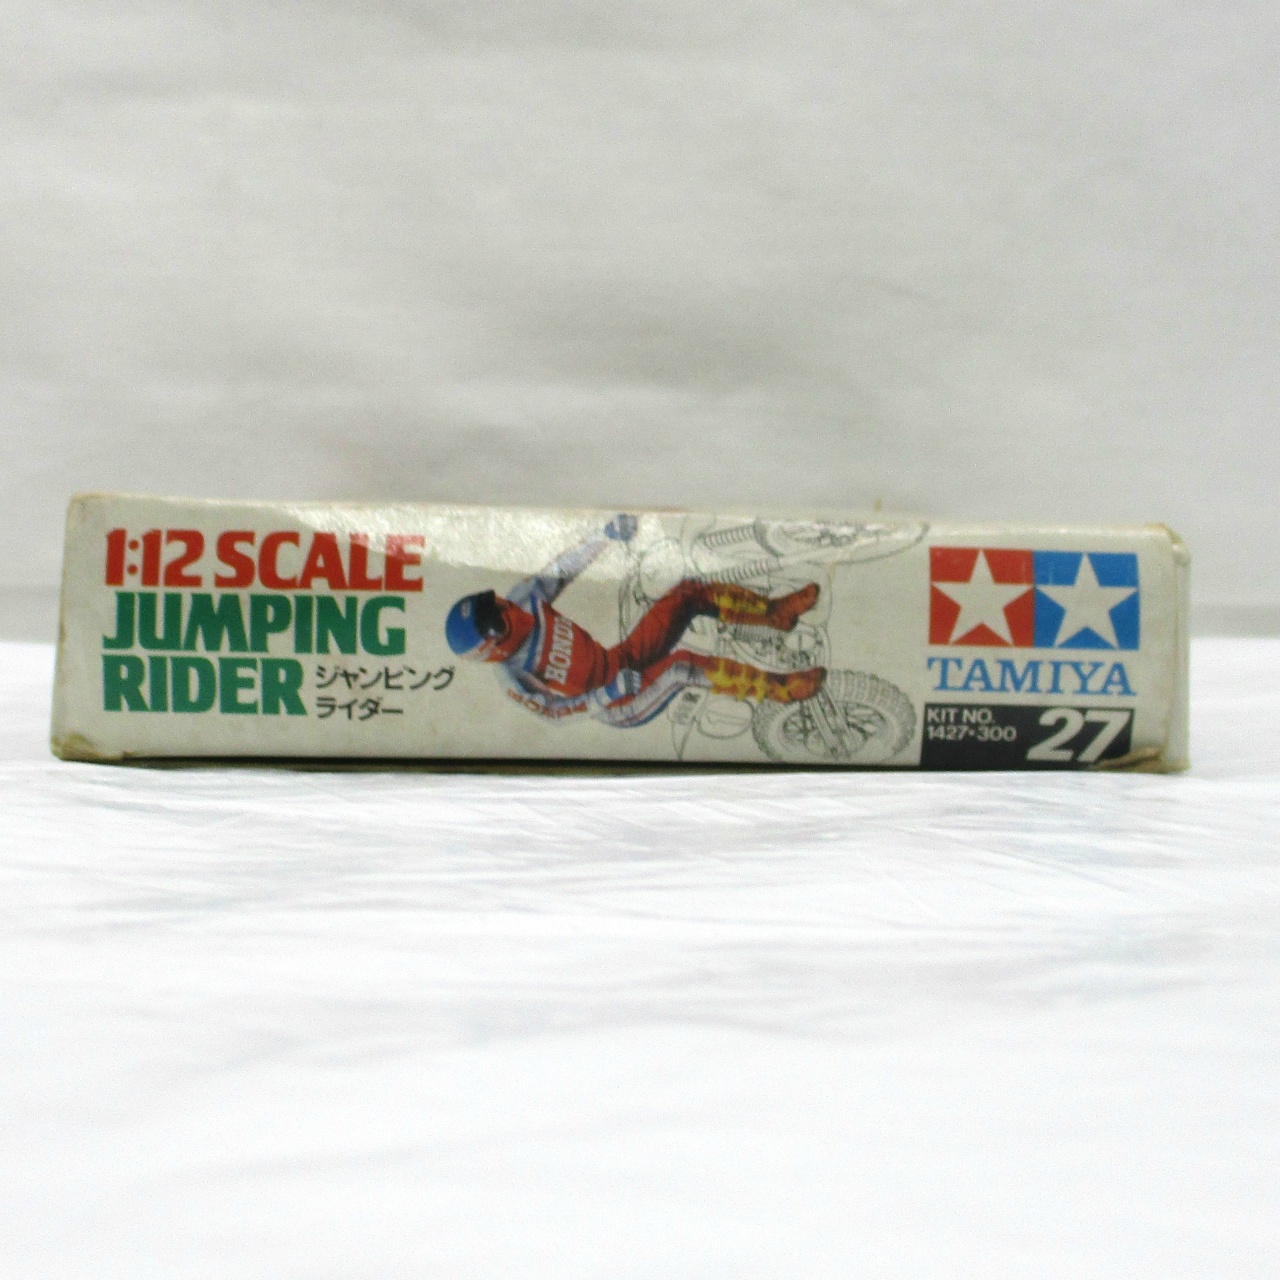 1:12 SCALE
JUMPING
RIDER
ジャンピング
ライダー
HONDA
TAMIYA
KIT NO.
1427•300
27